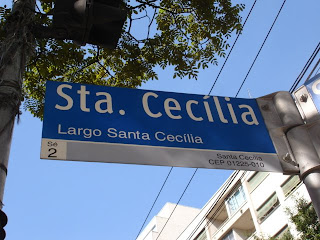 Sta. Cecília
Largo Santa Cecília
Sé
2
Santa Cecília
CEP 01225-010